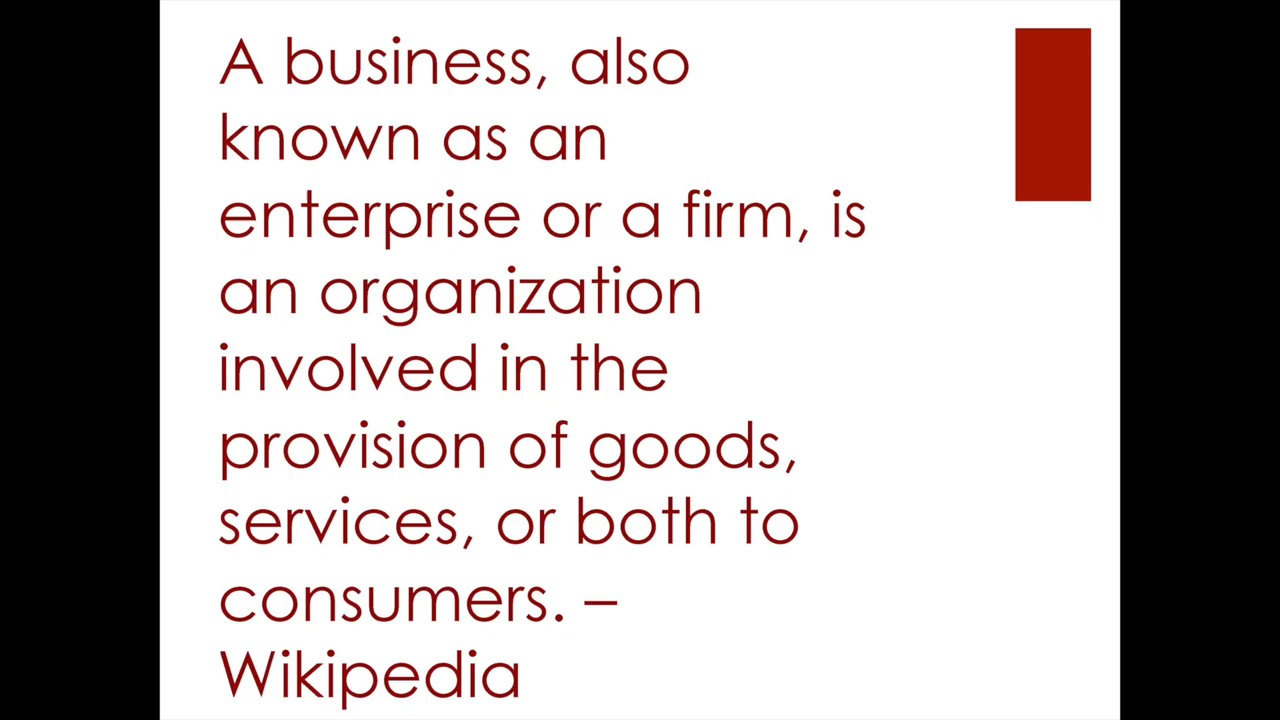 A business, also
known as an
enterprise or a firm, is
an organization
involved in the
provision of goods,
services, or both to
consumers. –
Wikipedia